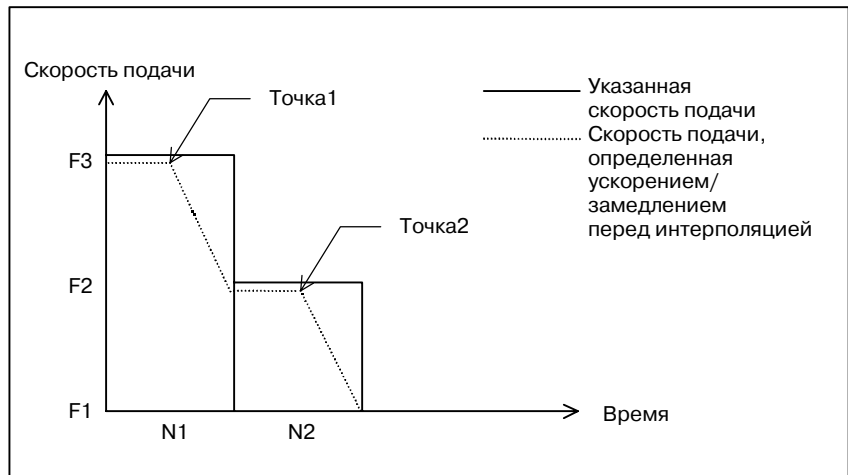 Скорость подачи
Точка1
Указанная
скорость подачи
Скорость подачи,
определенная
ускорением/
замедлением
перед интерполяцией
F3
Точка2
F2
F1
Время
N1
N2